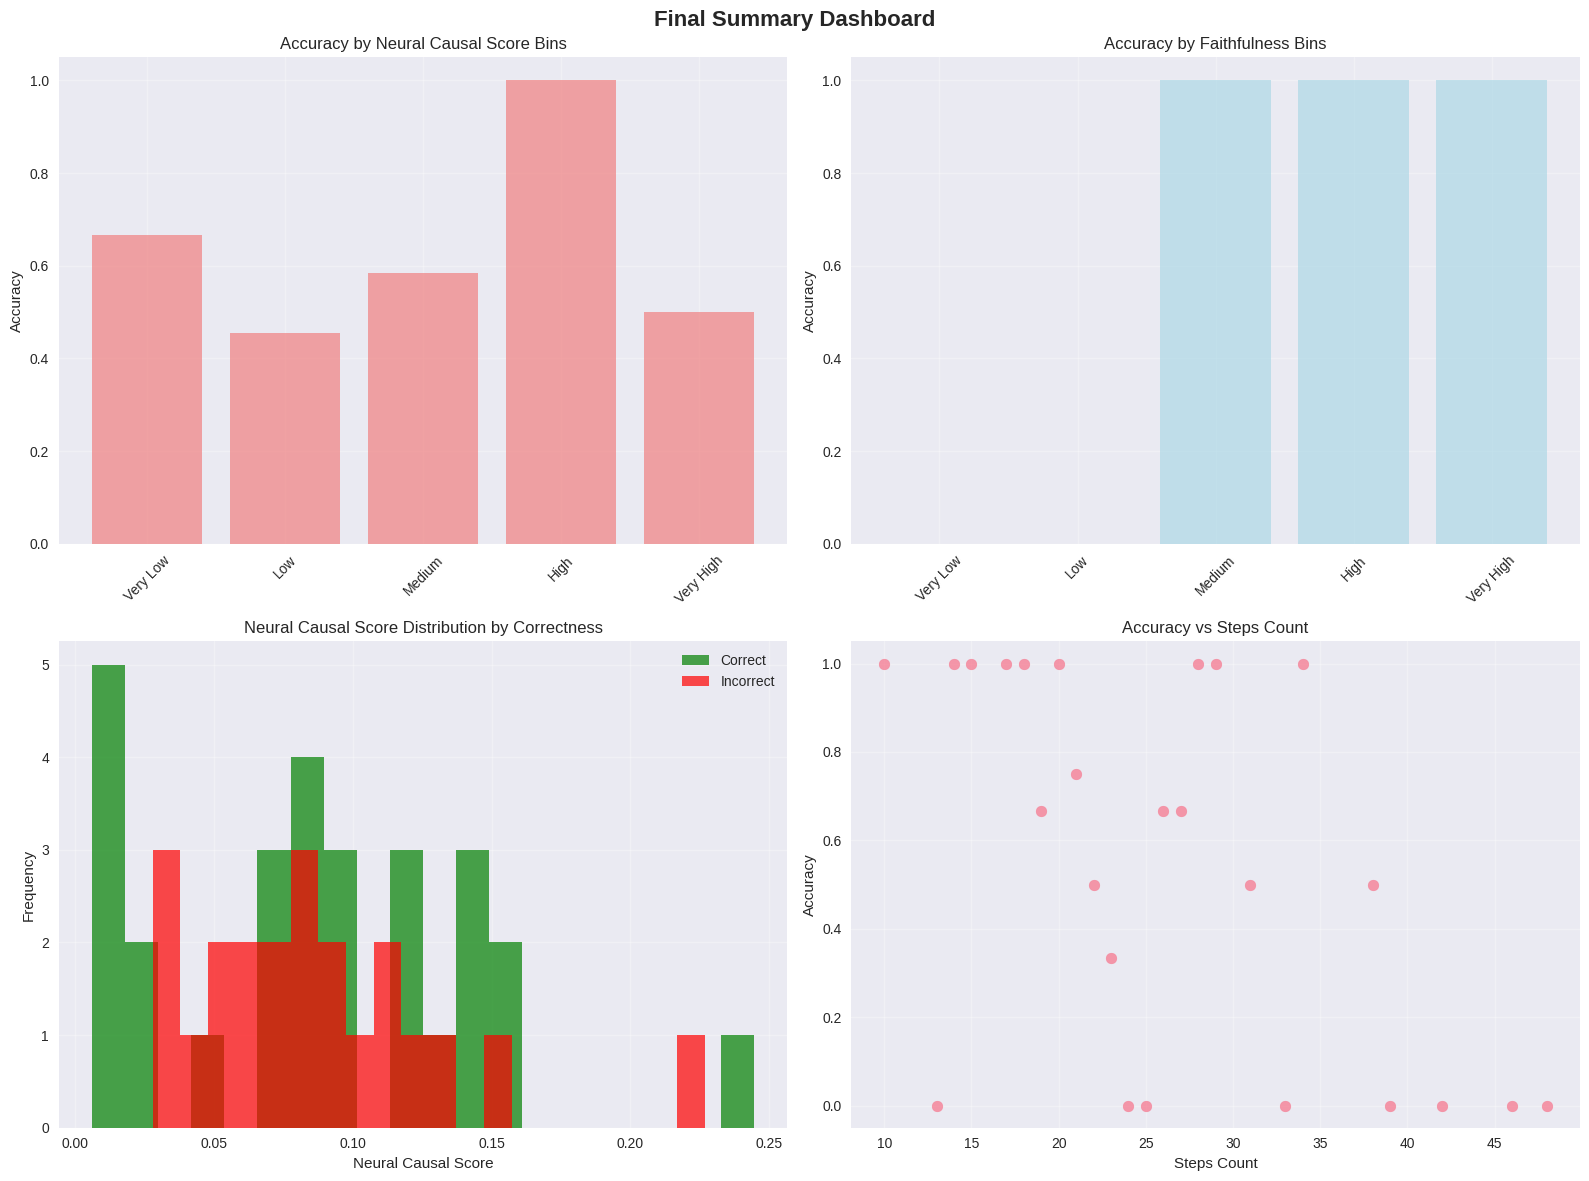 Final Summary Dashboard
Accuracy by Neural Causal Score Bins
Accuracy
1.0
0.8
0.6
0.4
0.2
0.0
Very Low
Low
Medium
High
Very High
Accuracy by Faithfulness Bins
Accuracy
1.0
0.8
0.6
0.4
0.2
0.0
Very Low
Low
Medium
High
Very High
Neural Causal Score Distribution by Correctness
Correct
Incorrect
Frequency
5
4
3
2
1
0
0.00 0.05 0.10 0.15 0.20 0.25
Neural Causal Score
Accuracy vs Steps Count
Accuracy
1.0
0.8
0.6
0.4
0.2
0.0
10 15 20 25 30 35 40 45
Steps Count